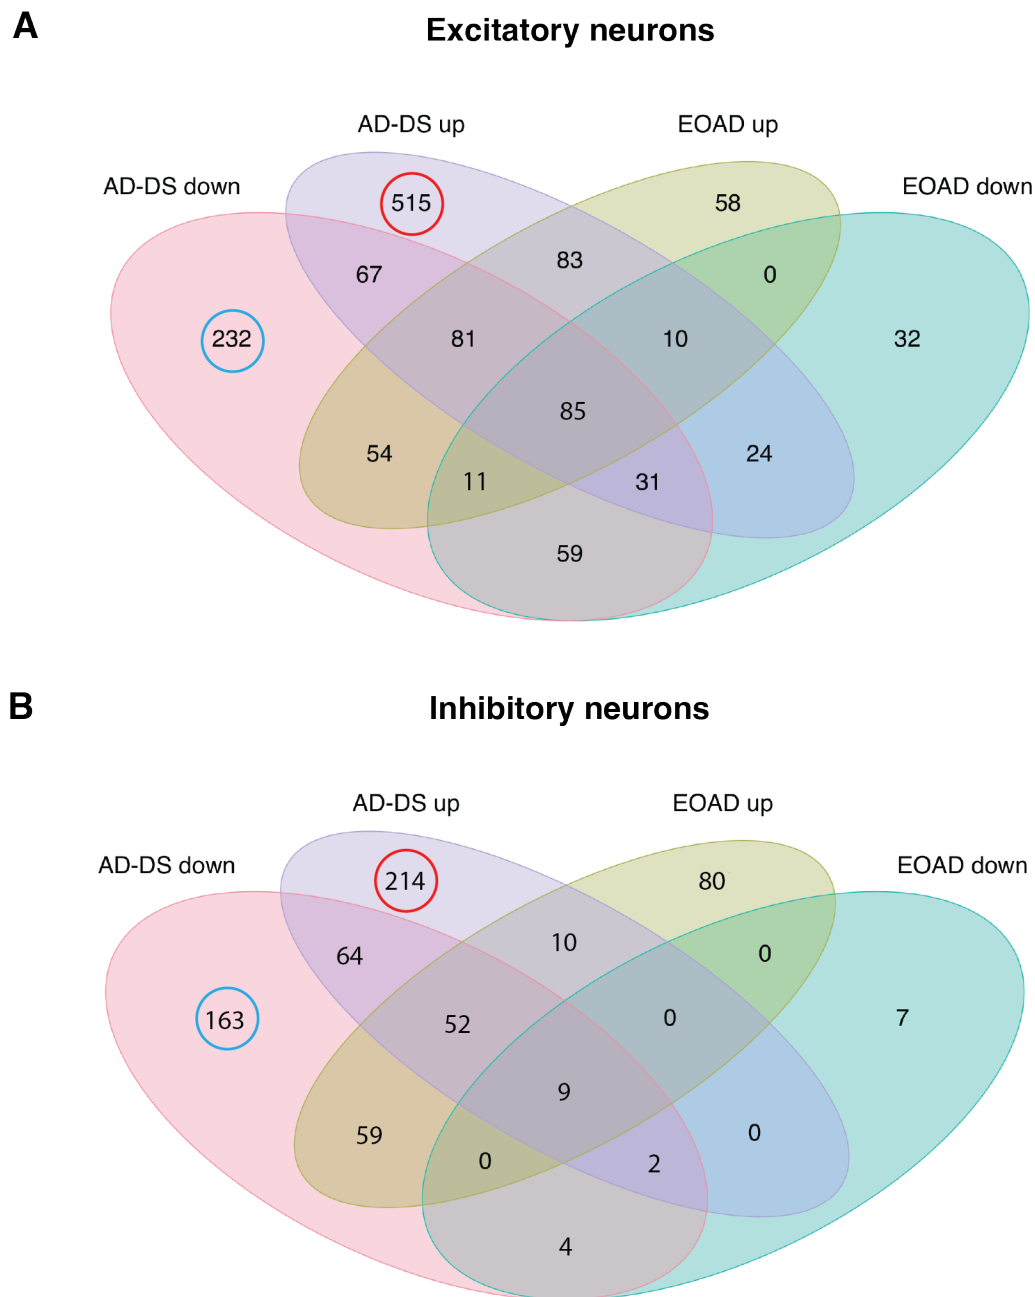 A
Excitatory neurons
AD-DS up
EOAD up
AD-DS down
EOAD down
515
58
83
67
0
232
81
10
32
85
54
24
11
31
59
B
Inhibitory neurons
AD-DS up
EOAD up
AD-DS down
EOAD down
214
80
10
64
0
163
52
0
7
9
59
0
0
2
4